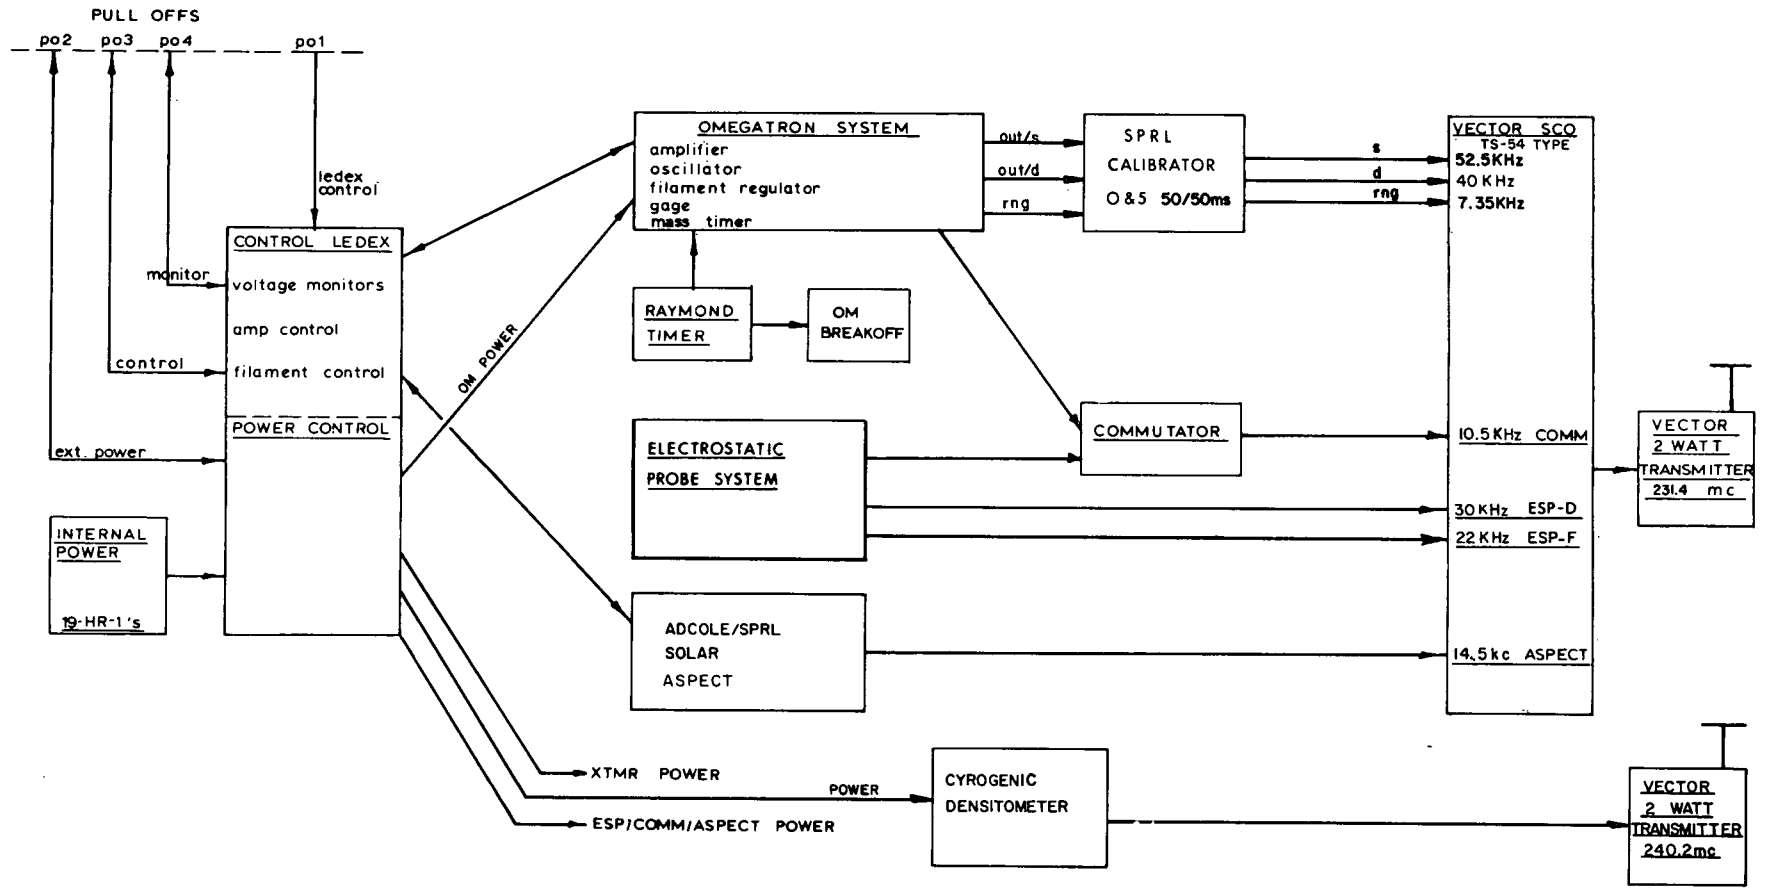 PULL OFFS
po2 po3 po4 po1
ledex
control
CONTROL LEDEX
monitor
voltage monitors
amp control
control
filament control
POWER CONTROL
ext. power
INTERNAL
POWER
19-HR-1's
OM POWER
OMEGATRON SYSTEM
amplifier
oscillator
filament regulator
gage
mass timer
out/s
out/d
rng
SPRL
CALIBRATOR
O&5 50/50ms
s
d
rng
VECTOR SCO
TS-54 TYPE
52.5KHz
40 KHz
7.35KHz
RAYMOND
TIMER
OM
BREAKOFF
ELECTROSTATIC
PROBE SYSTEM
COMMUTATOR
10.5KHz COMM
30KHz ESP-D
22KHz ESP-F
ADCOLE/SPRL
SOLAR
ASPECT
14.5kc ASPECT
VECTOR
2 WATT
TRANSMITTER
231.4 mc
XTMR POWER
POWER
ESP/COMM/ASPECT POWER
CYROGENIC
DENSITOMETER
VECTOR
2 WATT
TRANSMITTER
240.2mc